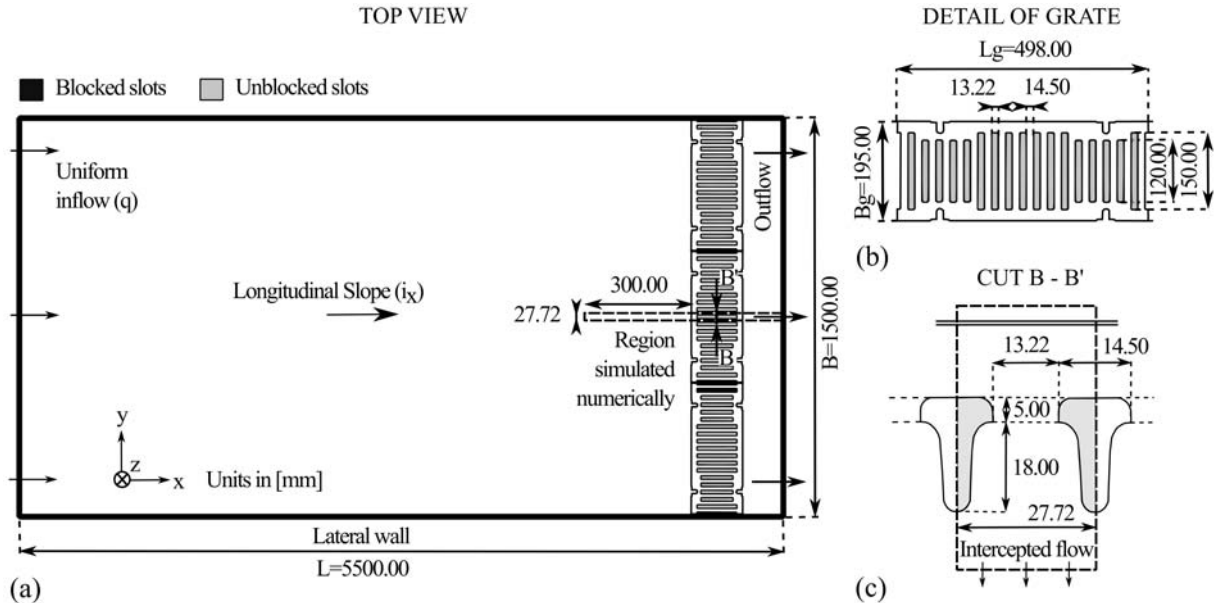 TOP VIEW
Blocked slots
Unblocked slots
Uniform
inflow (q)
Longitudinal Slope (iX)
300.00
27.72
Region
simulated
numerically
B'
B
Outflow
B=1500.00
y
z
x
Units in [mm]
Lateral wall
L=5500.00
(a)
DETAIL OF GRATE
Lg=498.00
13.22
14.50
Bg=195.00
120.00
150.00
(b)
CUT B - B'
13.22
14.50
5.00
18.00
27.72
Intercepted flow
(c)